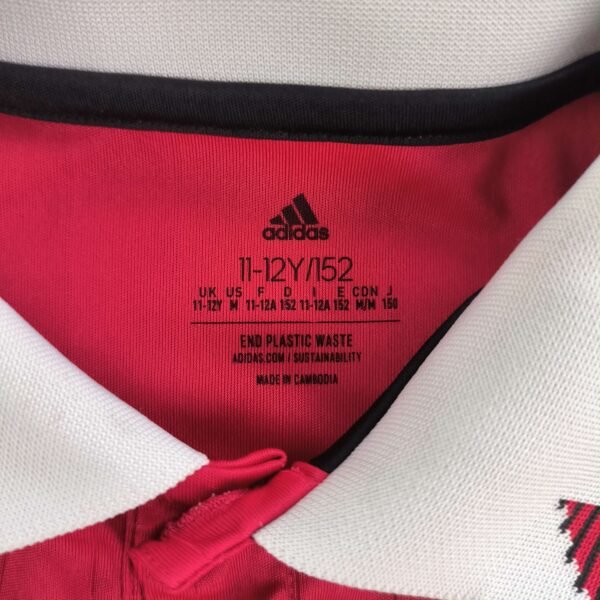 adidas
11-12Y/152
UK US F D I E CDN J
11-12Y M 11-12A 152 11-12A 152 M/M 150
END PLASTIC WASTE
ADIDAS.COM / SUSTAINABILITY
MADE IN CAMBODIA